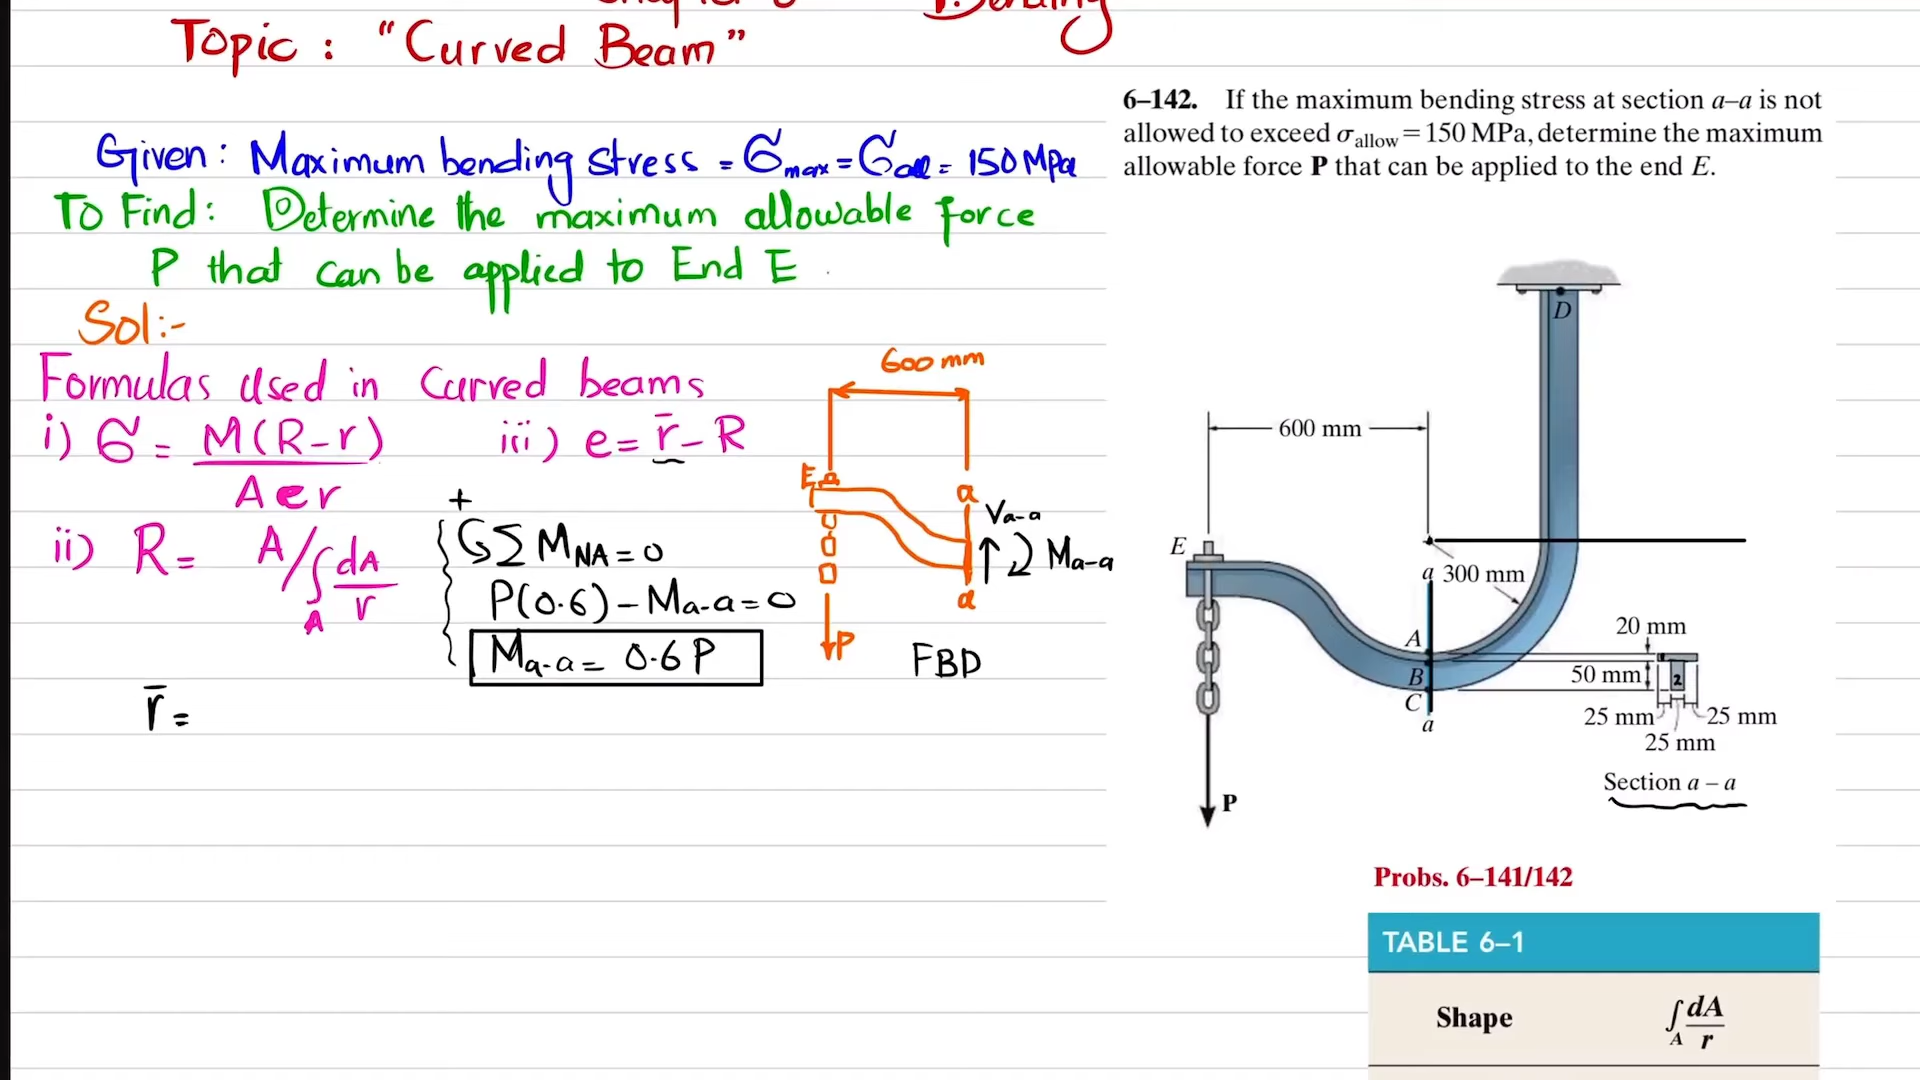 Topic : "Curved Beam"
Bending
Given: Maximum bending stress = σmax = σall = 150 MPa
To Find: Determine the maximum allowable force
P that can be applied to End E
Sol:-
Formulas used in Curved beams
i) σ = M(R-r) / A e r
iii) e = r̄ - R
ii) R = A / ∫A dA/r
+
↺ Σ M_NA = 0
P(0.6) - Ma-a = 0
Ma-a = 0.6 P
r̄ =
600 mm
E
a
a
Va-a
Ma-a
a
P
FBD
6–142. If the maximum bending stress at section a–a is not
allowed to exceed σallow = 150 MPa, determine the maximum
allowable force P that can be applied to the end E.
D
600 mm
E
a
300 mm
A
B
C
a
20 mm
50 mm
2
25 mm
25 mm
25 mm
Section a – a
P
Probs. 6–141/142
TABLE 6–1
Shape
∫A dA/r